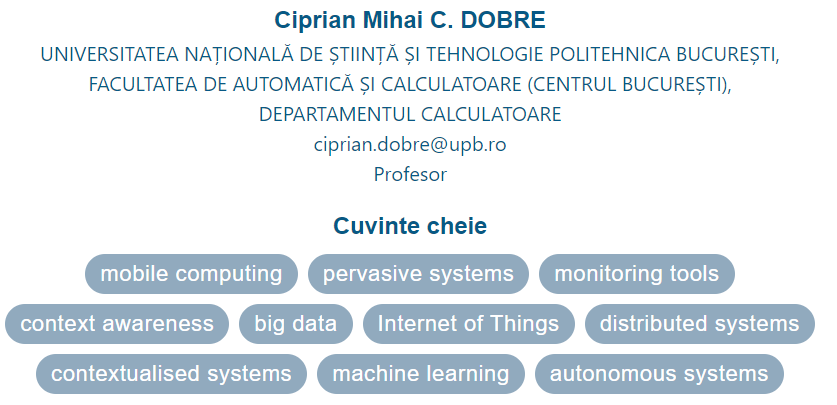 Ciprian Mihai C. DOBRE
UNIVERSITATEA NAȚIONALĂ DE ȘTIINȚĂ ȘI TEHNOLOGIE POLITEHNICA BUCUREȘTI,
FACULTATEA DE AUTOMATICĂ ȘI CALCULATOARE (CENTRUL BUCUREȘTI),
DEPARTAMENTUL CALCULATOARE
ciprian.dobre@upb.ro
Profesor
Cuvinte cheie
mobile computing pervasive systems monitoring tools
context awareness big data Internet of Things distributed systems
contextualised systems machine learning autonomous systems